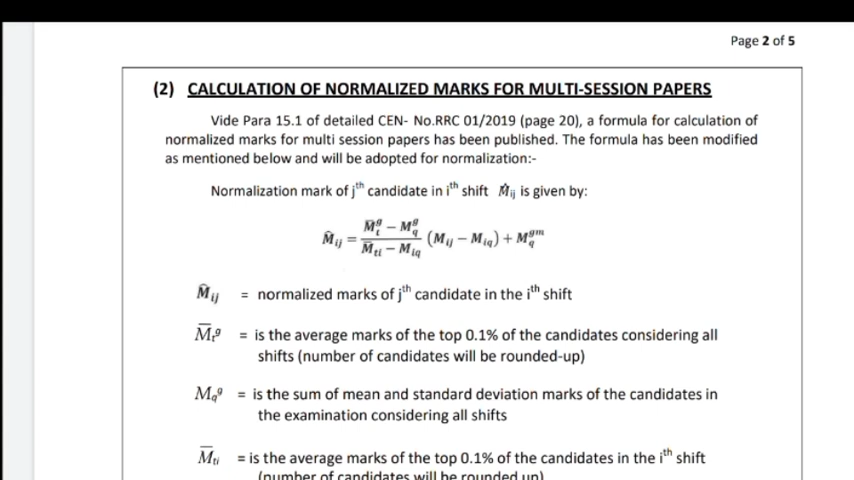 Page 2 of 5
(2) CALCULATION OF NORMALIZED MARKS FOR MULTI-SESSION PAPERS
Vide Para 15.1 of detailed CEN- No.RRC 01/2019 (page 20), a formula for calculation of
normalized marks for multi session papers has been published. The formula has been modified
as mentioned below and will be adopted for normalization:-
Normalization mark of jth candidate in ith shift M̂ij is given by:
M̂ij = (M̄tg − Mqg) / (M̄ti − Miq) (Mij − Miq) + Mqgm
M̂ij = normalized marks of jth candidate in the ith shift
M̄tg = is the average marks of the top 0.1% of the candidates considering all
shifts (number of candidates will be rounded-up)
Mqg = is the sum of mean and standard deviation marks of the candidates in
the examination considering all shifts
M̄ti = is the average marks of the top 0.1% of the candidates in the ith shift
(number of candidates will be rounded up)